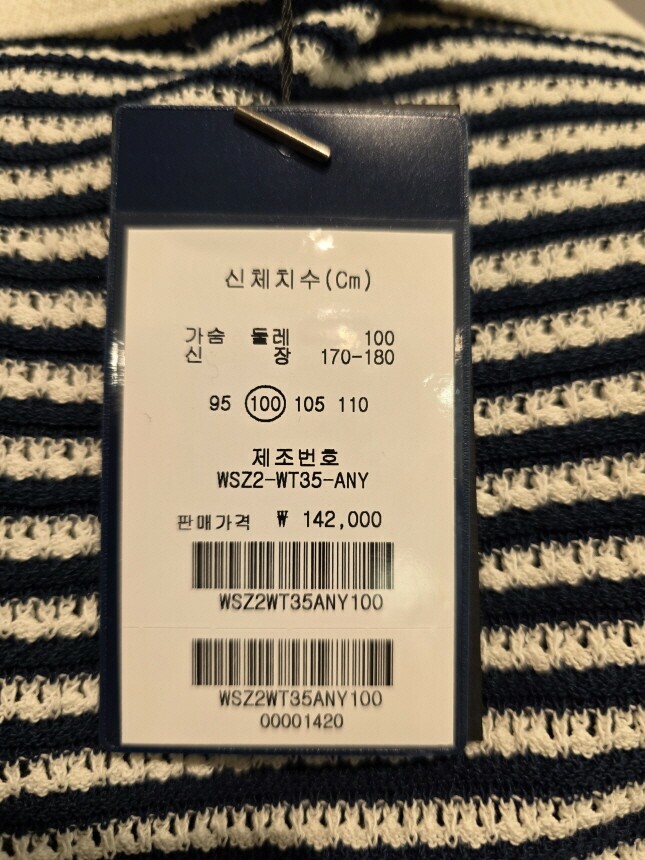 신체치수(Cm)
가슴 둘레 100
신 장 170-180
95 100 105 110
제조번호
WSZ2-WT35-ANY
판매가격 ₩ 142,000
WSZ2WT35ANY100
WSZ2WT35ANY100
00001420